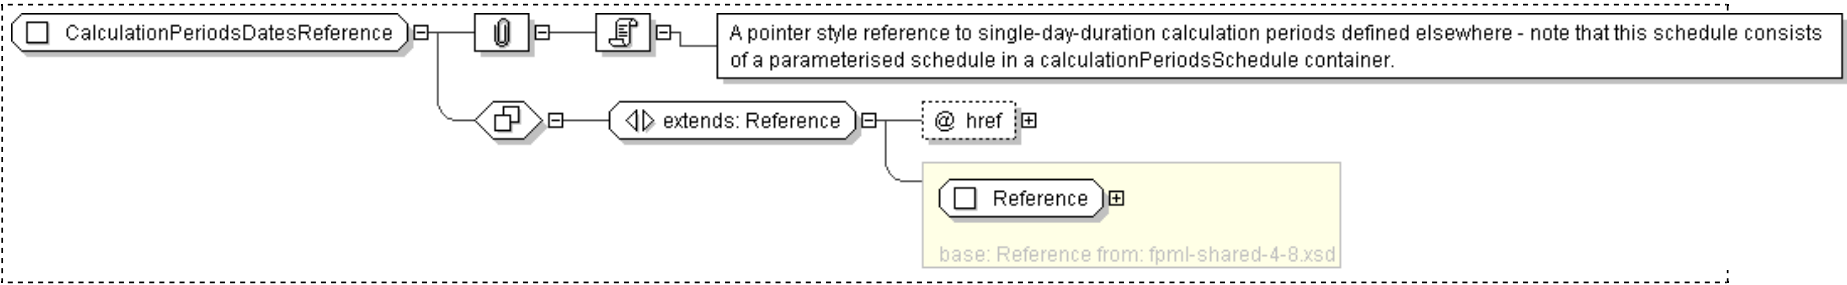 CalculationPeriodsDatesReference
A pointer style reference to single-day-duration calculation periods defined elsewhere - note that this schedule consists
of a parameterised schedule in a calculationPeriodsSchedule container.
extends: Reference
@ href
Reference
base: Reference from: fpml-shared-4-8.xsd